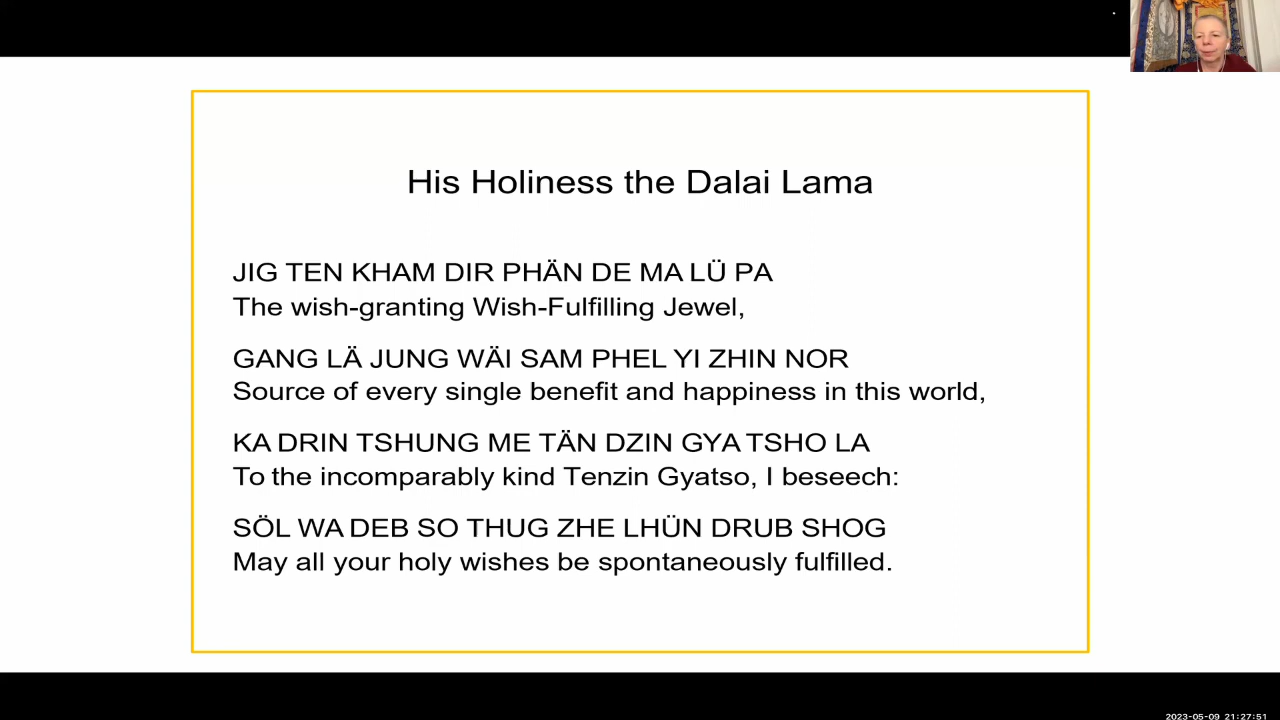 His Holiness the Dalai Lama
JIG TEN KHAM DIR PHÄN DE MA LÜ PA
The wish-granting Wish-Fulfilling Jewel,
GANG LÄ JUNG WÄI SAM PHEL YI ZHIN NOR
Source of every single benefit and happiness in this world,
KA DRIN TSHUNG ME TÄN DZIN GYA TSHO LA
To the incomparably kind Tenzin Gyatso, I beseech:
SÖL WA DEB SO THUG ZHE LHÜN DRUB SHOG
May all your holy wishes be spontaneously fulfilled.
2023-05-09 21:27:51